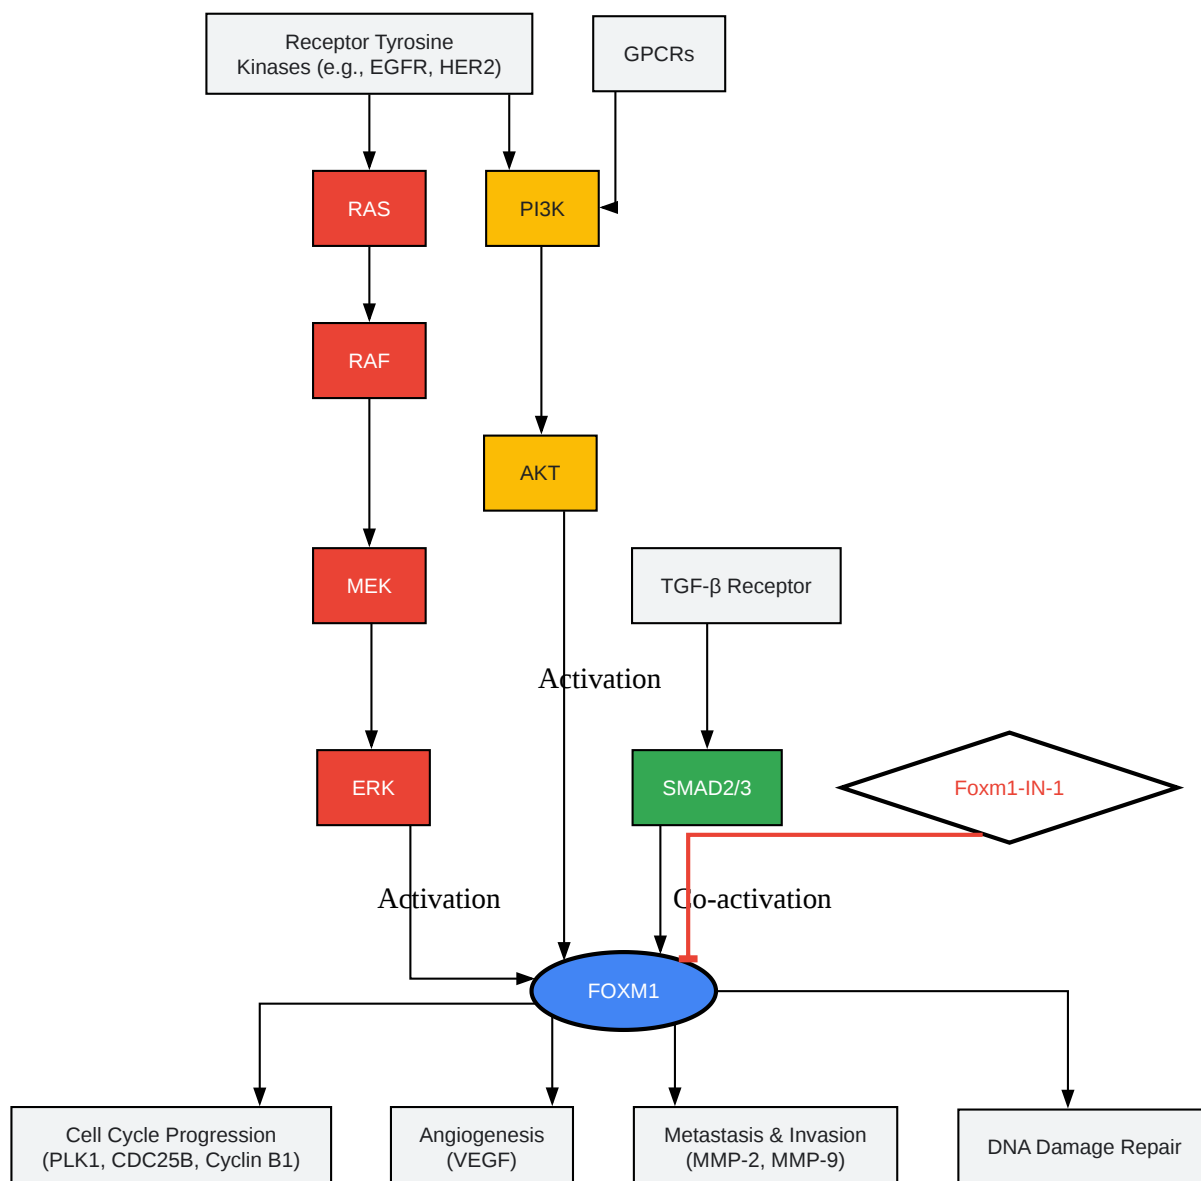 Receptor Tyrosine
Kinases (e.g., EGFR, HER2)
GPCRs
RAS
PI3K
RAF
AKT
MEK
TGF-β Receptor
Activation
ERK
SMAD2/3
Foxm1-IN-1
Activation
Co-activation
FOXM1
Cell Cycle Progression
(PLK1, CDC25B, Cyclin B1)
Angiogenesis
(VEGF)
Metastasis & Invasion
(MMP-2, MMP-9)
DNA Damage Repair